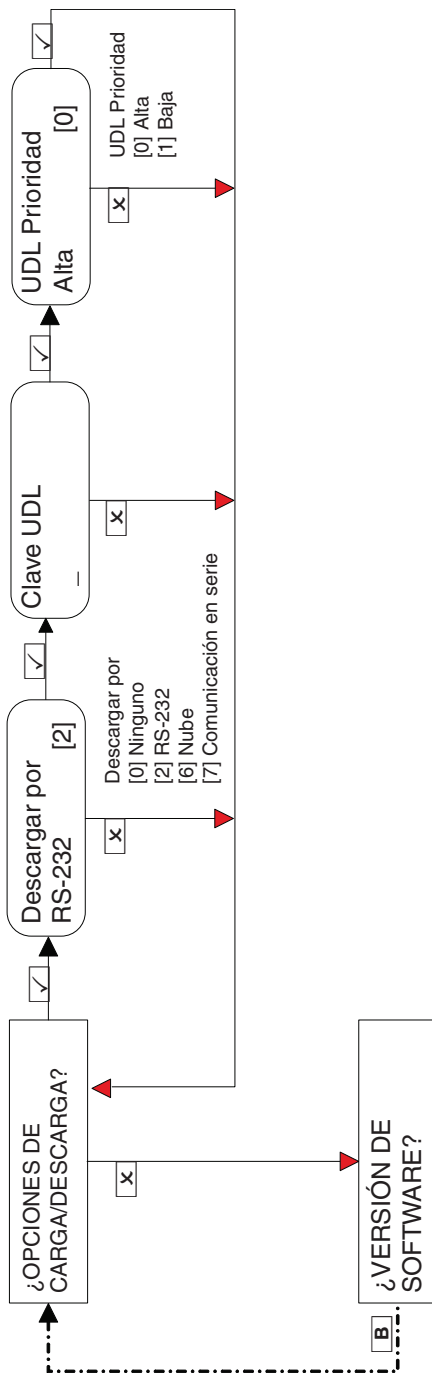 ¿OPCIONES DE
CARGA/DESCARGA?
✓
Descargar por
RS-232 [2]
✓
Clave UDL
_
✓
UDL Prioridad
Alta [0]
✓
x
Descargar por
[0] Ninguno
[2] RS-232
[6] Nube
[7] Comunicación en serie
x
x
UDL Prioridad
[0] Alta
[1] Baja
x
B
¿VERSIÓN DE
SOFTWARE?